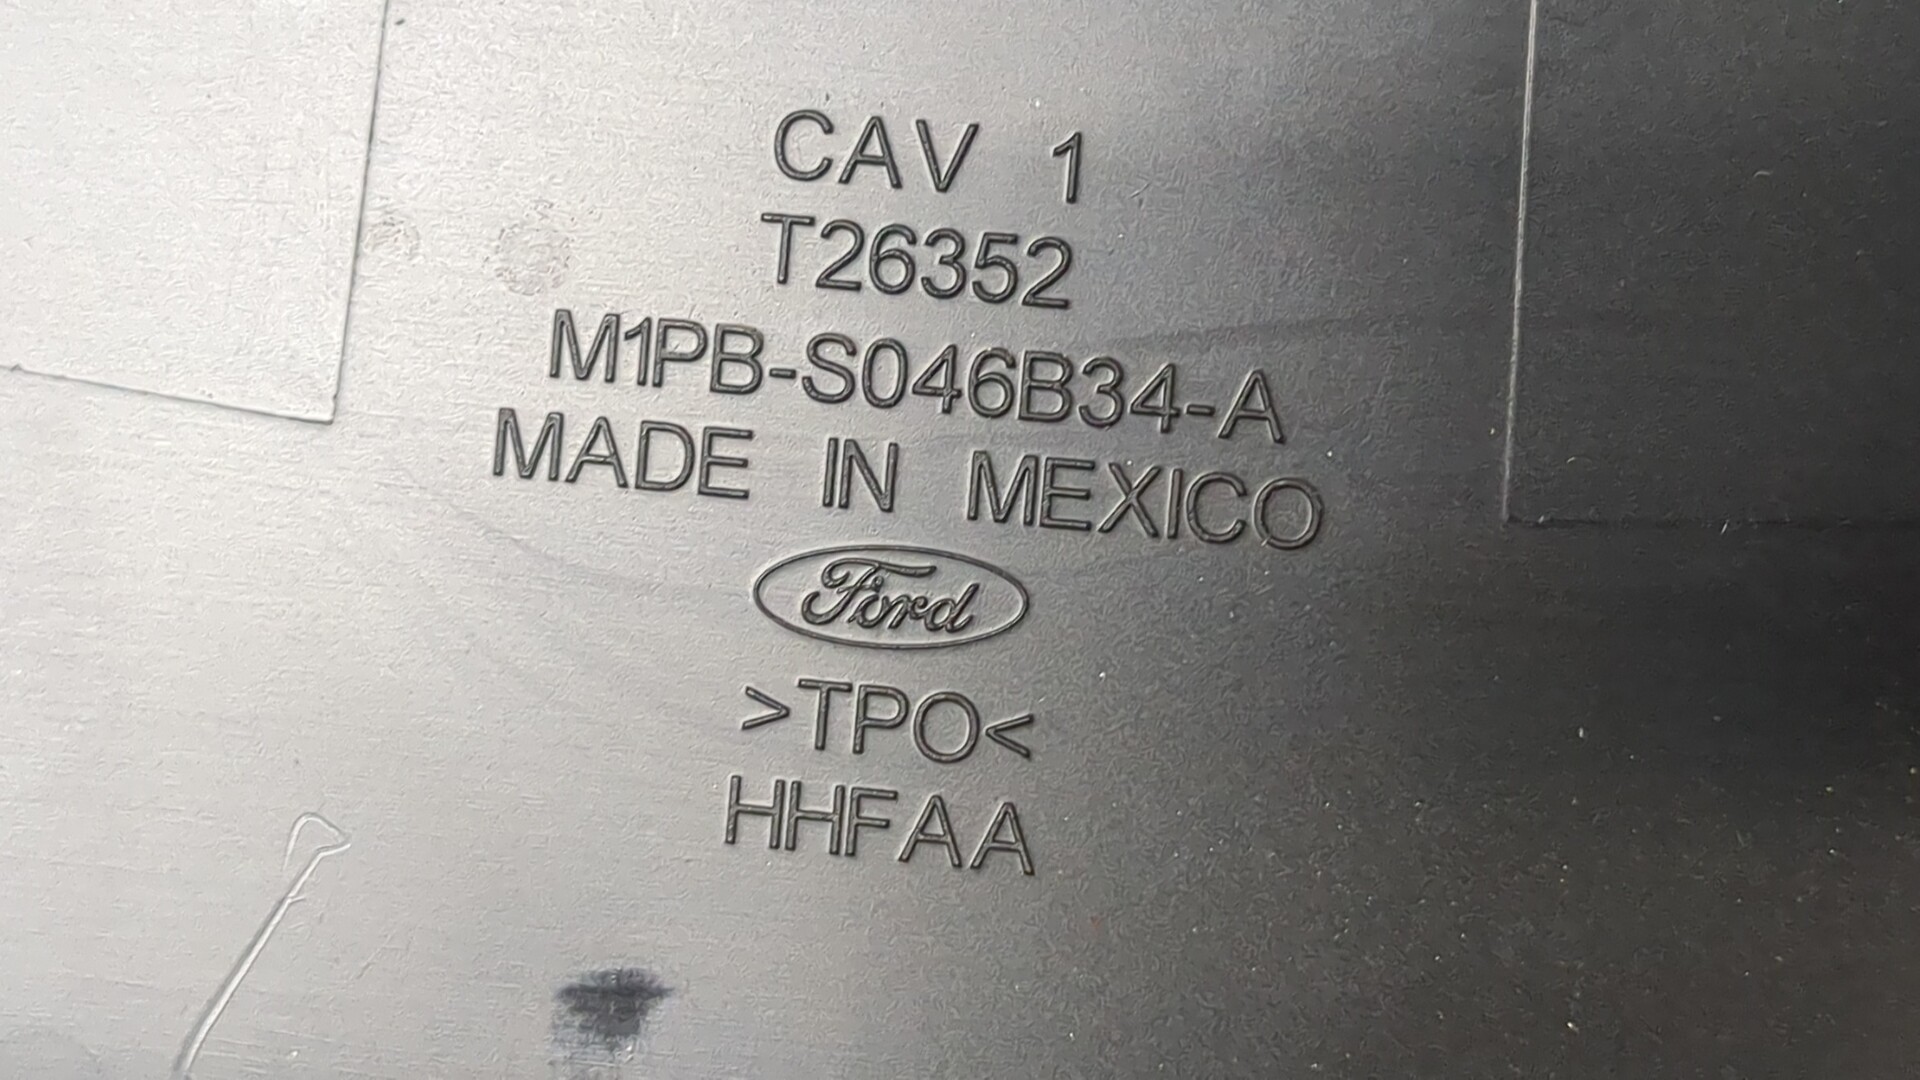 CAV 1
T26352
M1PB-S046B34-A
MADE IN MEXICO
Ford
>TPO<
HHFAA